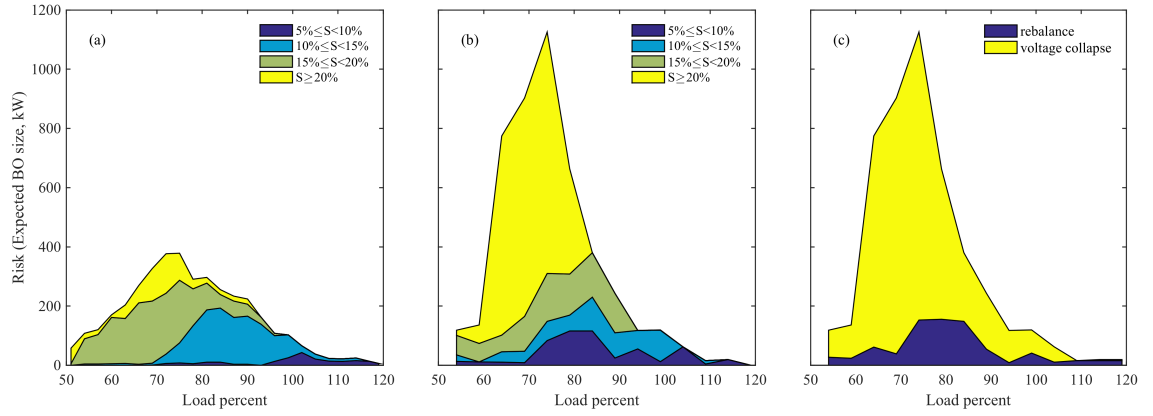 Risk (Expected BO size, kW)
1200
1000
800
600
400
200
0
(a)
5%≤S<10%
10%≤S<15%
15%≤S<20%
S≥20%
50 60 70 80 90 100 110 120
Load percent
(b)
5%≤S<10%
10%≤S<15%
15%≤S<20%
S≥20%
50 60 70 80 90 100 110 120
Load percent
(c)
rebalance
voltage collapse
50 60 70 80 90 100 110 120
Load percent